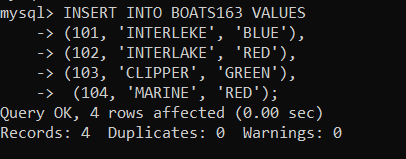 mysql> INSERT INTO BOATS163 VALUES
    -> (101, 'INTERLEKE', 'BLUE'),
    -> (102, 'INTERLAKE', 'RED'),
    -> (103, 'CLIPPER', 'GREEN'),
    ->  (104, 'MARINE', 'RED');
Query OK, 4 rows affected (0.00 sec)
Records: 4  Duplicates: 0  Warnings: 0